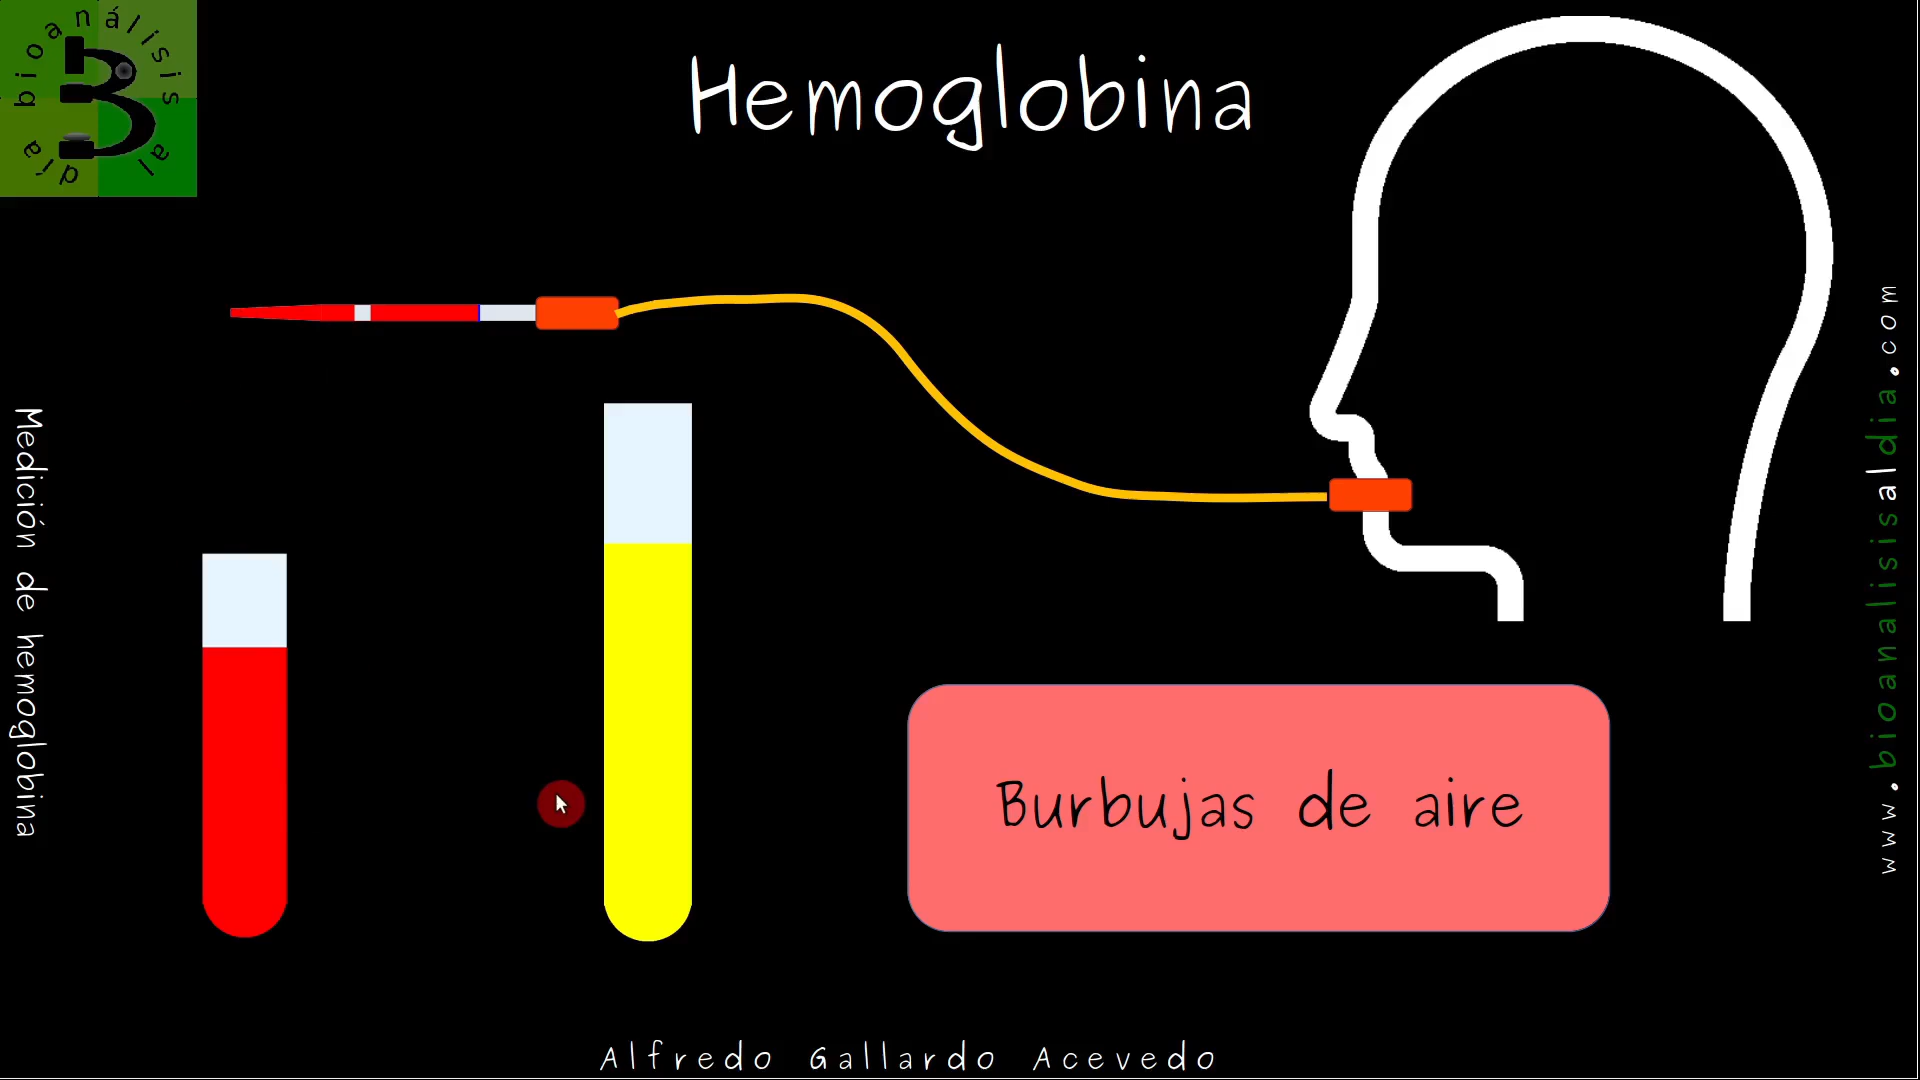 bioanálisis al día
Hemoglobina
Medición de hemoglobina
Burbujas de aire
www.bioanalisisaldia.com
Alfredo Gallardo Acevedo